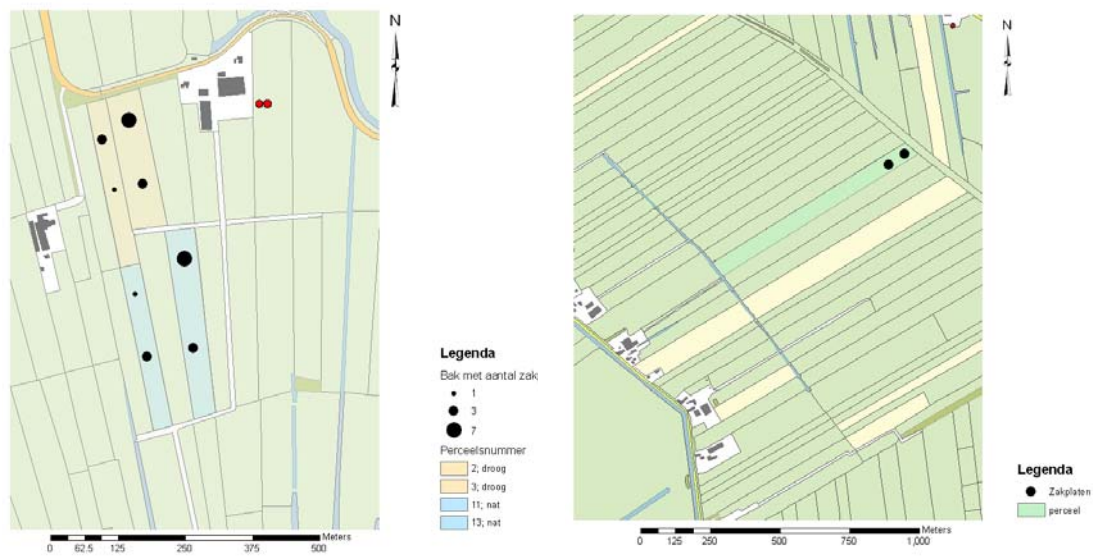 N
Legenda
Bak met aantal zak
1
3
7
Perceelsnummer
2; droog
3; droog
11; nat
13; nat
Meters
0 62.5 125 250 375 500
N
Legenda
Zakplaten
perceel
Meters
0 125 250 500 750 1,000